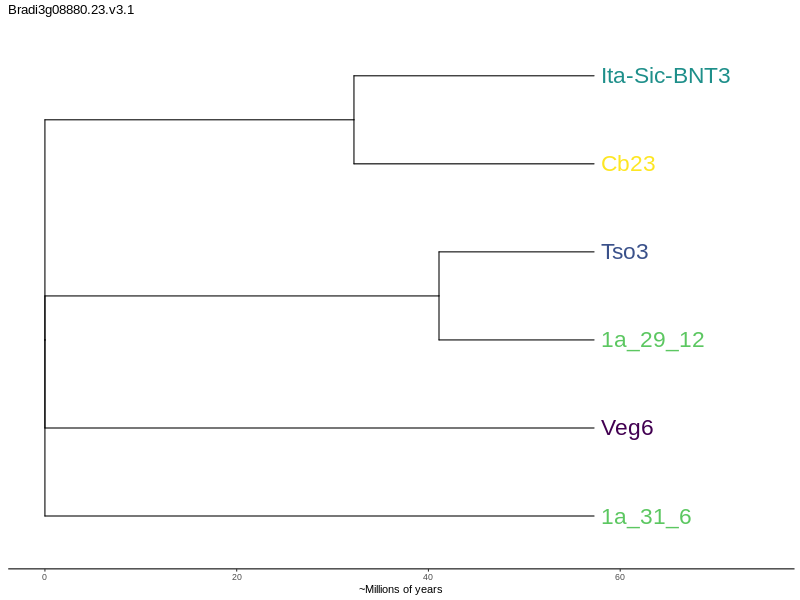 Bradi3g08880.23.v3.1
Ita-Sic-BNT3
Cb23
Tso3
1a_29_12
Veg6
1a_31_6
0 20 40 60
~Millions of years